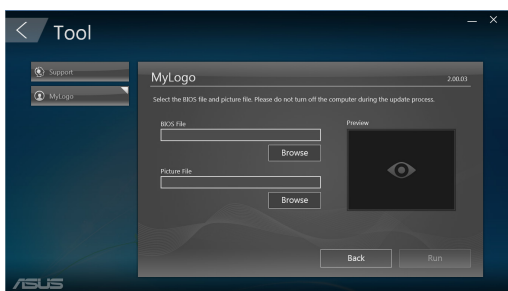 Tool
Support
MyLogo
MyLogo
2.00.03
Select the BIOS file and picture file. Please do not turn off the computer during the update process.
BIOS File
Preview
Browse
Picture File
Browse
Back
Run
ASUS